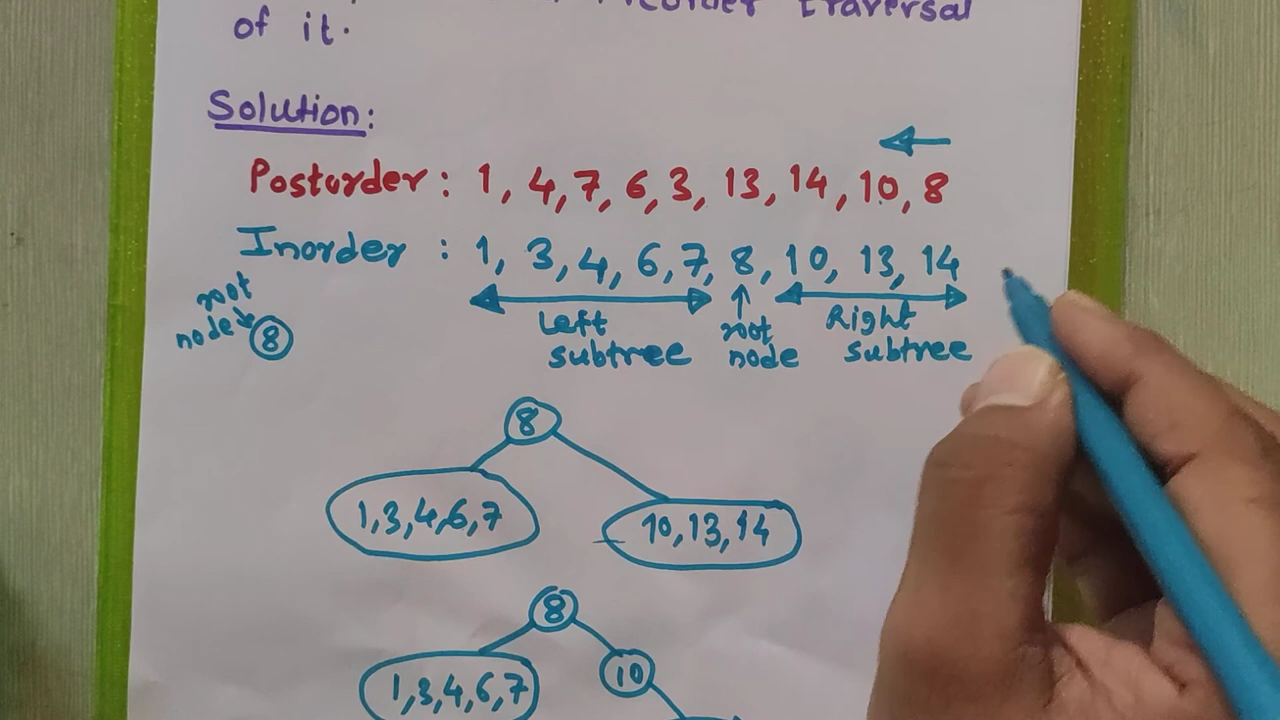 Preorder traversal
of it.
Solution:
Postorder: 1, 4, 7, 6, 3, 13, 14, 10, 8
Inorder : 1, 3, 4, 6, 7, 8, 10, 13, 14
root
node
8
Left
subtree
root
node
Right
subtree
8
1,3,4,6,7
10,13,14
8
10
1,3,4,6,7